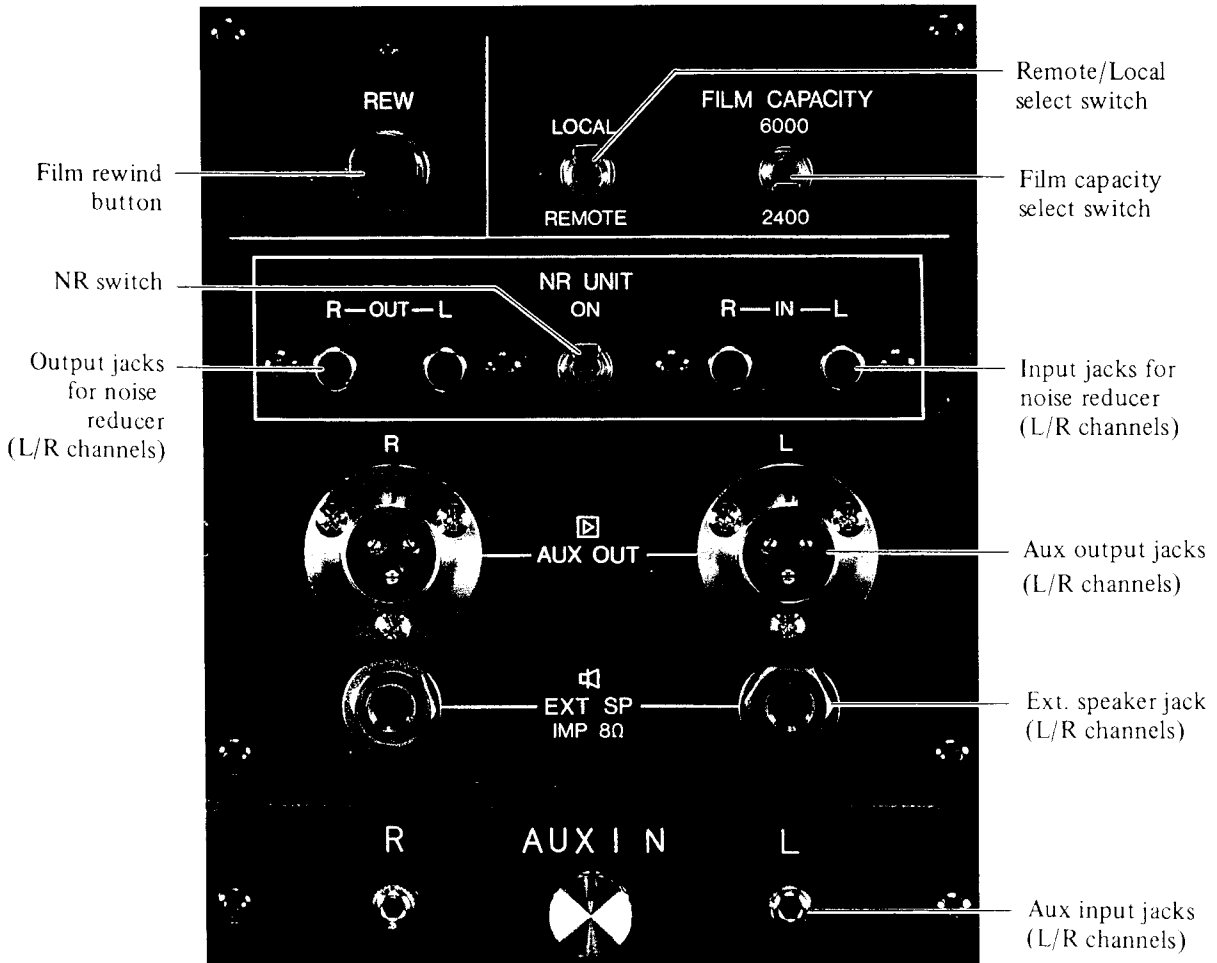 REW
LOCAL
REMOTE
FILM CAPACITY
6000
2400
Remote/Local
select switch
Film rewind
button
Film capacity
select switch
NR switch
NR UNIT
ON
R—OUT—L
R—IN—L
Output jacks
for noise
reducer
(L/R channels)
Input jacks for
noise reducer
(L/R channels)
R
L
AUX OUT
Aux output jacks
(L/R channels)
EXT SP
IMP 8Ω
Ext. speaker jack
(L/R channels)
R
AUX IN
L
Aux input jacks
(L/R channels)